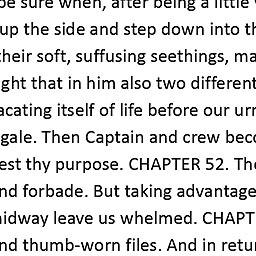 be sure when, after being a little
up the side and step down into th
their soft, suffusing seethings, ma
ght that in him also two different
acating itself of life before our ur
gale. Then Captain and crew bec
est thy purpose. CHAPTER 52. The
nd forbade. But taking advantage
nidway leave us whelmed. CHAPT
nd thumb-worn files. And in retur